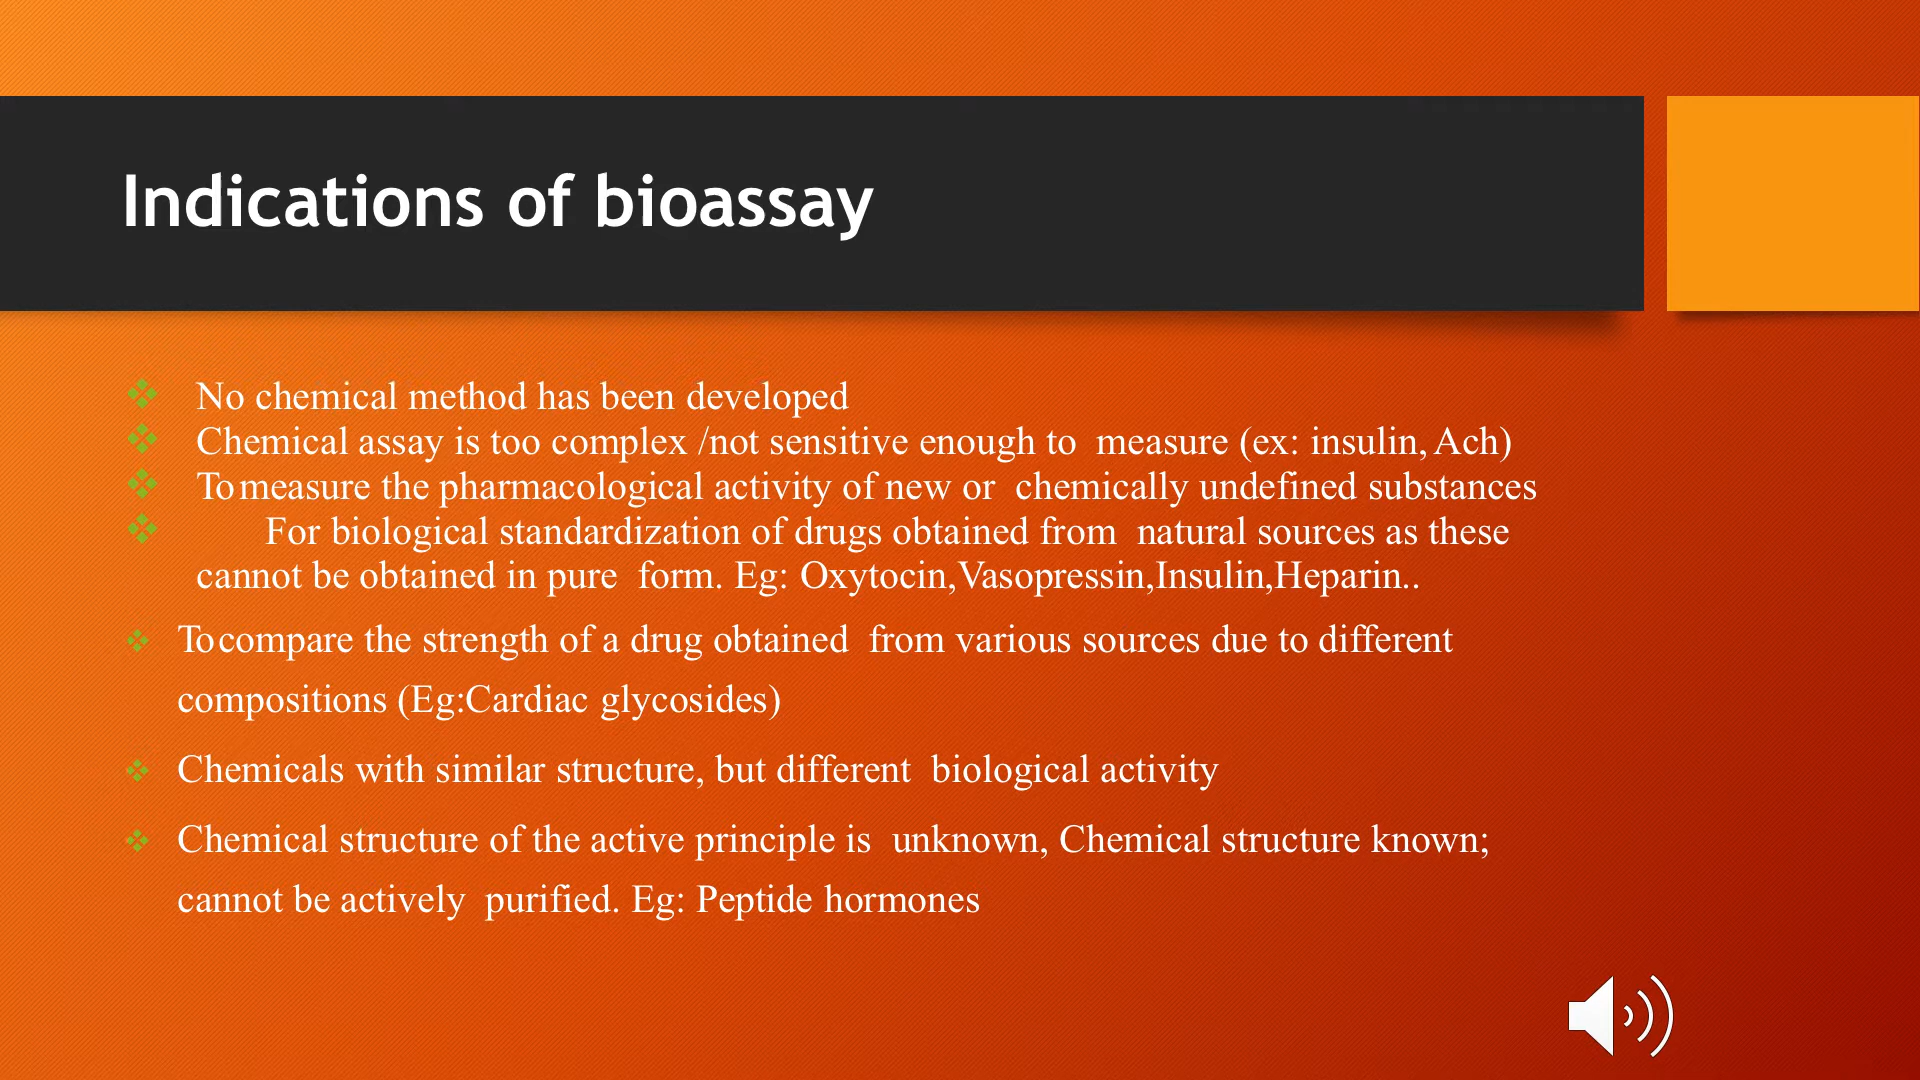 Indications of bioassay
No chemical method has been developed
Chemical assay is too complex /not sensitive enough to measure (ex: insulin, Ach)
To measure the pharmacological activity of new or chemically undefined substances
For biological standardization of drugs obtained from natural sources as these
cannot be obtained in pure form. Eg: Oxytocin,Vasopressin,Insulin,Heparin..
To compare the strength of a drug obtained from various sources due to different
compositions (Eg:Cardiac glycosides)
Chemicals with similar structure, but different biological activity
Chemical structure of the active principle is unknown, Chemical structure known;
cannot be actively purified. Eg: Peptide hormones